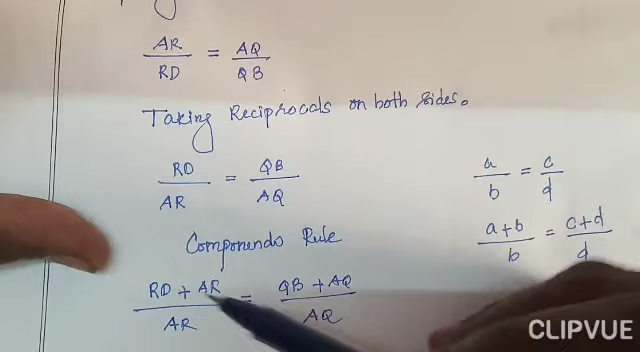 AR/RD = AQ/QB
Taking Reciprocals on both sides.
RD/AR = QB/AQ
a/b = c/d
Componendo Rule
a+b/b = c+d/d
RD + AR/AR = QB + AQ/AQ
CLIPVUE